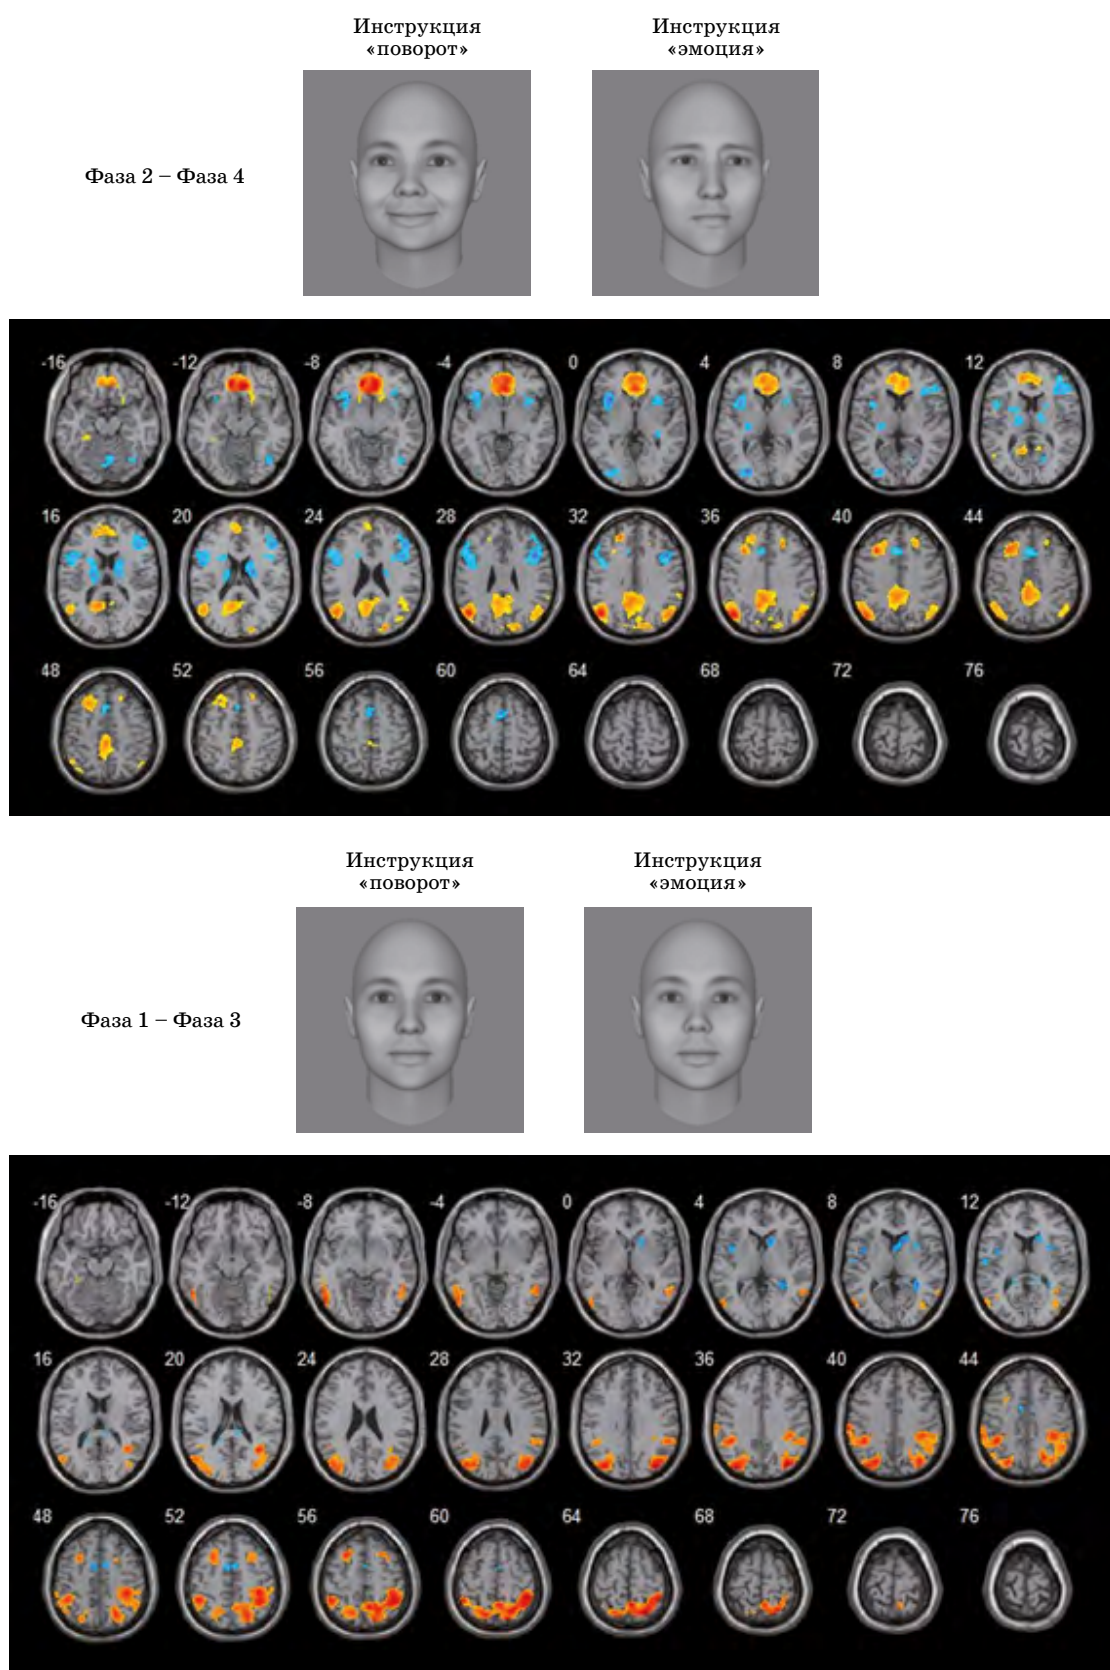 Инструкция
«поворот»
Инструкция
«эмоция»
Фаза 2 – Фаза 4
-16 -12 -8 -4 0 4 8 12
16 20 24 28 32 36 40 44
48 52 56 60 64 68 72 76
Инструкция
«поворот»
Инструкция
«эмоция»
Фаза 1 – Фаза 3
-16 -12 -8 -4 0 4 8 12
16 20 24 28 32 36 40 44
48 52 56 60 64 68 72 76